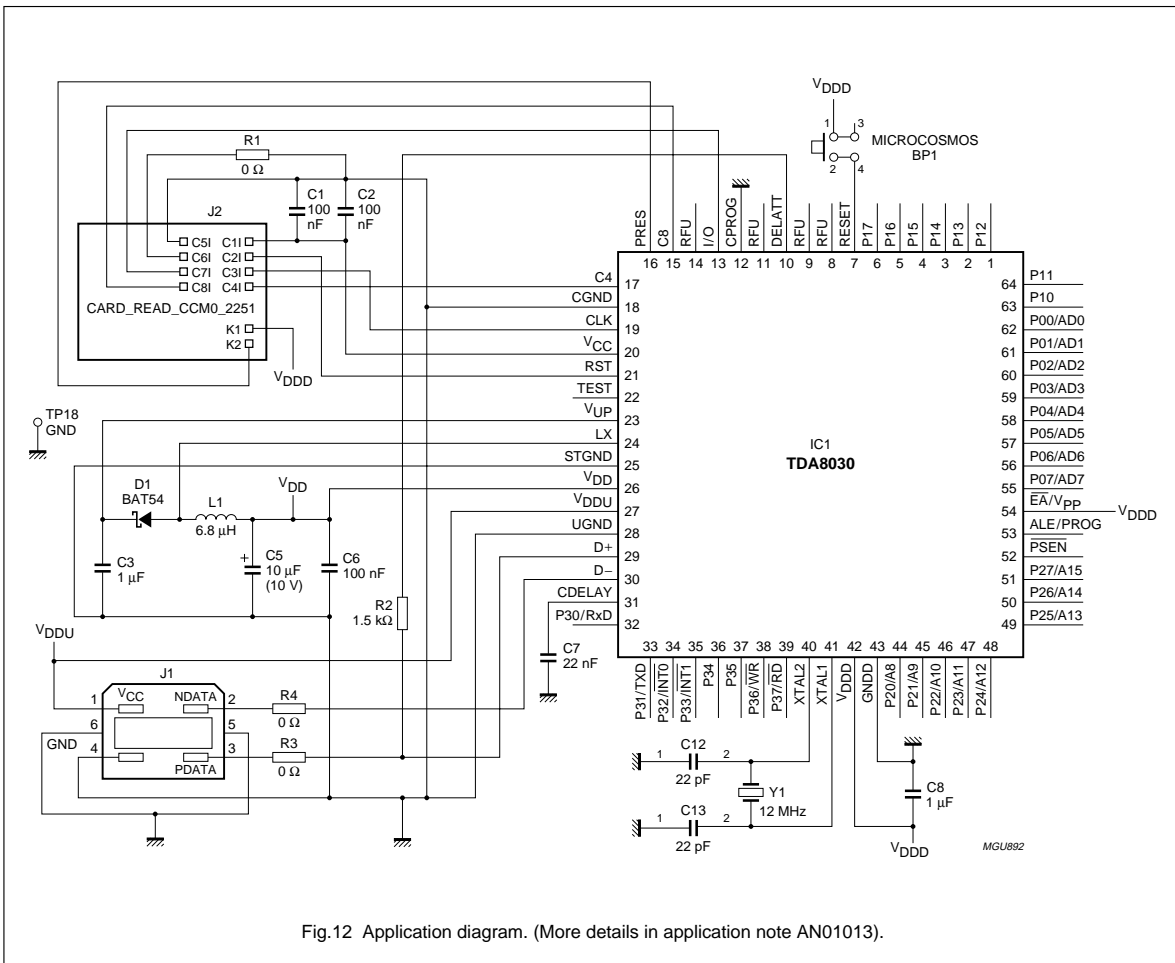 VDDD
1
3
MICROCOSMOS
BP1
2
4
R1
0 Ω
C1
100
nF
C2
100
nF
J2
C5I
C1I
C6I
C2I
C7I
C3I
C8I
C4I
CARD_READ_CCM0_2251
K1
K2
VDDD
TP18
GND
PRES
C8
RFU
I/O
CPROG
RFU
DELATT
RFU
RFU
RESET
P17
P16
P15
P14
P13
P12
16
15
14
13
12
11
10
9
8
7
6
5
4
3
2
1
C4
17
CGND
18
CLK
19
VCC
20
RST
21
TEST
22
VUP
23
LX
24
STGND
25
VDD
26
VDDU
27
UGND
28
D+
29
D−
30
CDELAY
31
P30/RxD
32
IC1
TDA8030
64
P11
63
P10
62
P00/AD0
61
P01/AD1
60
P02/AD2
59
P03/AD3
58
P04/AD4
57
P05/AD5
56
P06/AD6
55
P07/AD7
54
EA/VPP
VDDD
53
ALE/PROG
52
PSEN
51
P27/A15
50
P26/A14
49
P25/A13
33
34
35
36
37
38
39
40
41
42
43
44
45
46
47
48
P31/TXD
P32/INT0
P33/INT1
P34
P35
P36/WR
P37/RD
XTAL2
XTAL1
VDDD
GNDD
P20/A8
P21/A9
P22/A10
P23/A11
P24/A12
D1
BAT54
L1
6.8 μH
VDD
C3
1 μF
+
C5
10 μF
(10 V)
C6
100 nF
R2
1.5 kΩ
C7
22 nF
VDDU
J1
1
VCC
NDATA
2
R4
0 Ω
6
5
GND
4
3
PDATA
R3
0 Ω
C12
1
2
22 pF
Y1
12 MHz
C13
1
2
22 pF
C8
1 μF
VDDD
MGU892
Fig.12 Application diagram. (More details in application note AN01013).